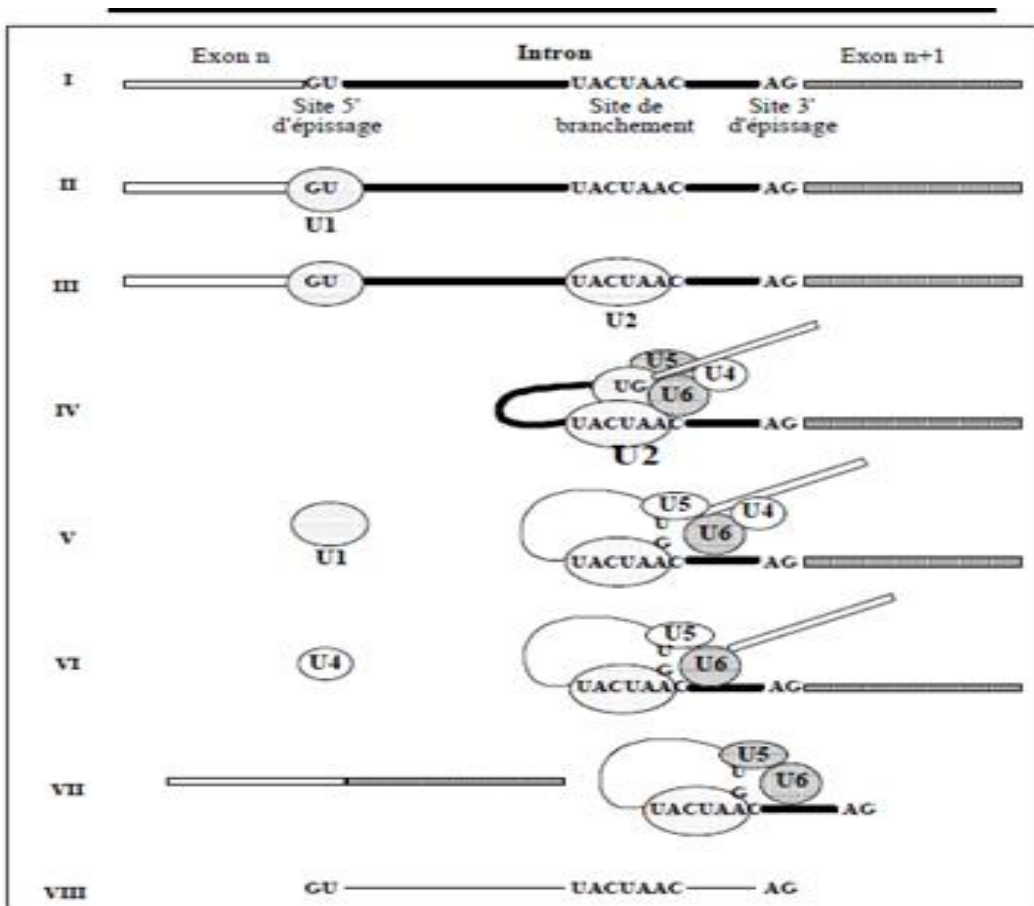 Exon n Intron Exon n+1
I GU UACUAAC AG
Site 5' Site de Site 3'
d'épissage branchement d'épissage
II GU UACUAAC AG
U1
III GU UACUAAC AG
U2
U5
UG U6 U4
IV
UACUAAC AG
U2
U5 U4
U
V U6
G
U1 UACUAAC AG
U5
U
VI U4 G U6
UACUAAC AG
U5
U
VII U6
G
UACUAAC AG
VIII GU UACUAAC AG